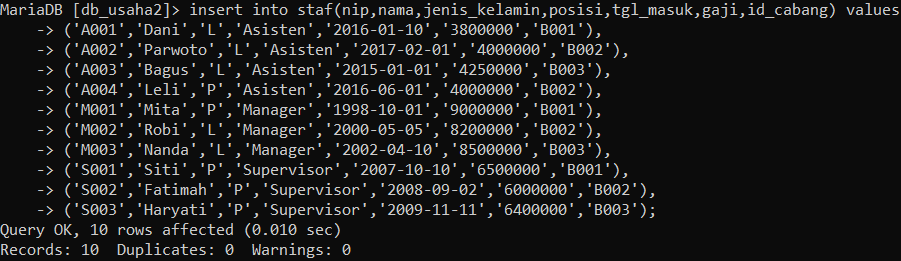 MariaDB [db_usaha2]> insert into staf(nip,nama,jenis_kelamin,posisi,tgl_masuk,gaji,id_cabang) values
-> ('A001','Dani','L','Asisten','2016-01-10','3800000','B001'),
-> ('A002','Parwoto','L','Asisten','2017-02-01','4000000','B002'),
-> ('A003','Bagus','L','Asisten','2015-01-01','4250000','B003'),
-> ('A004','Leli','P','Asisten','2016-06-01','4000000','B002'),
-> ('M001','Mita','P','Manager','1998-10-01','9000000','B001'),
-> ('M002','Robi','L','Manager','2000-05-05','8200000','B002'),
-> ('M003','Nanda','L','Manager','2002-04-10','8500000','B003'),
-> ('S001','Siti','P','Supervisor','2007-10-10','6500000','B001'),
-> ('S002','Fatimah','P','Supervisor','2008-09-02','6000000','B002'),
-> ('S003','Haryati','P','Supervisor','2009-11-11','6400000','B003');
Query OK, 10 rows affected (0.010 sec)
Records: 10  Duplicates: 0  Warnings: 0